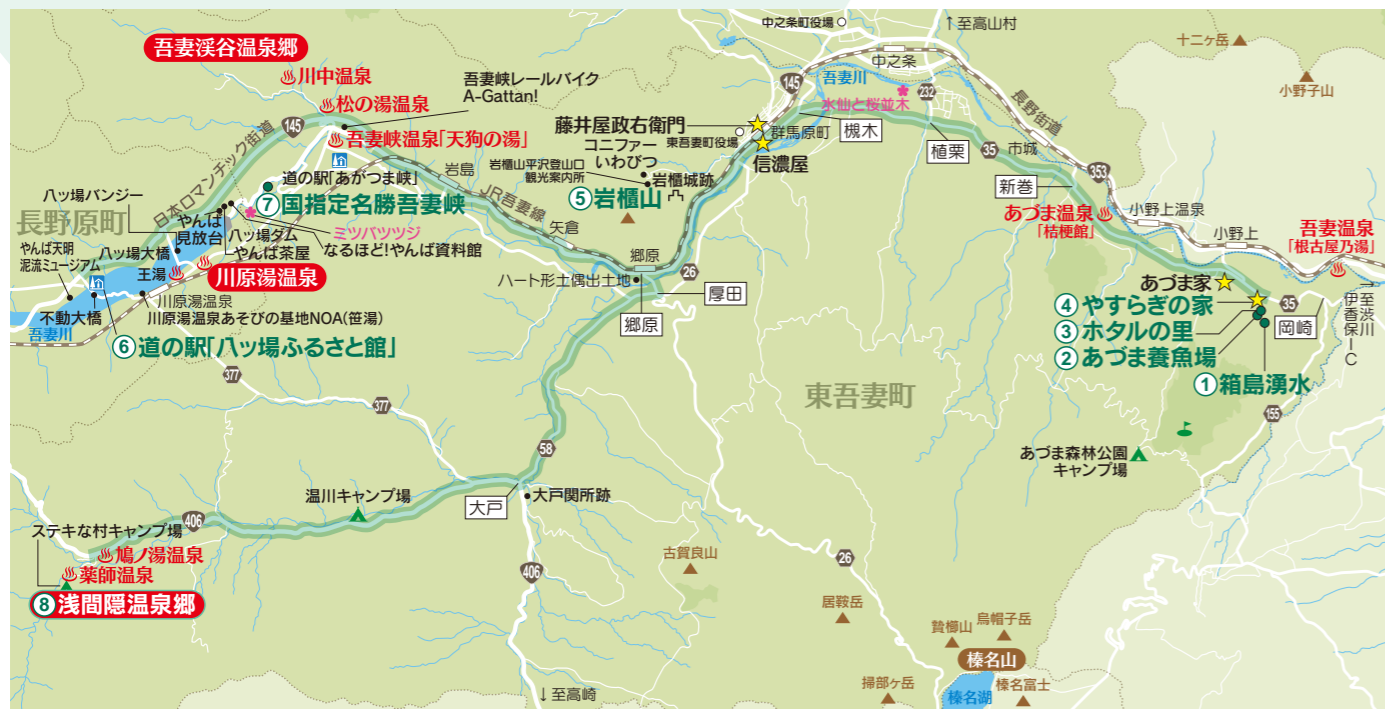 中之条町役場
↑至高山村
十二ヶ岳
小野子山
吾妻渓谷温泉郷
川中温泉
松の湯温泉
吾妻峡レールバイク
A-Gattan!
吾妻峡温泉「天狗の湯」
日本ロマンチック街道
145
道の駅「あがつま峡」
⑦国指定名勝吾妻峡
八ッ場バンジー
長野原町
やんば
見放台
八ッ場ダム
やんば茶屋
ミツバツツジ
なるほど!やんば資料館
やんば天明
泥流ミュージアム
八ッ場大橋
王湯
川原湯温泉
不動大橋
川原湯温泉
川原湯温泉あそびの基地NOA(笹湯)
吾妻川
⑥道の駅「八ッ場ふるさと館」
岩島
JR吾妻線
矢倉
郷原
ハート形土偶出土地
26
厚田
郷原
145
吾妻川
中之条
水仙と桜並木
232
藤井屋政右衛門
東吾妻町役場
群馬原町
信濃屋
槻木
コニファー
いわびつ
岩櫃山平沢登山口
観光案内所
岩櫃城跡
⑤岩櫃山
植栗
35
市城
長野街道
353
新巻
あづま温泉
「桔梗館」
小野上温泉
小野上
吾妻温泉
「根古屋乃湯」
あづま家
④やすらぎの家
③ホタルの里
②あづま養魚場
①箱島湧水
35
岡崎
→至渋川
伊香保IC
155
東吾妻町
あづま森林公園
キャンプ場
377
377
58
温川キャンプ場
大戸
大戸関所跡
ステキな村キャンプ場
406
鳩ノ湯温泉
薬師温泉
⑧浅間隠温泉郷
406
↓至高崎
古賀良山
26
居鞍岳
鬢櫛山
烏帽子岳
榛名山
掃部ヶ岳
榛名湖
榛名富士